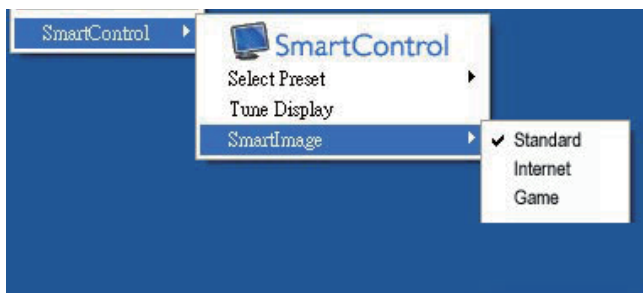 SmartControl
SmartControl
Select Preset
Tune Display
SmartImage
Standard
Internet
Game